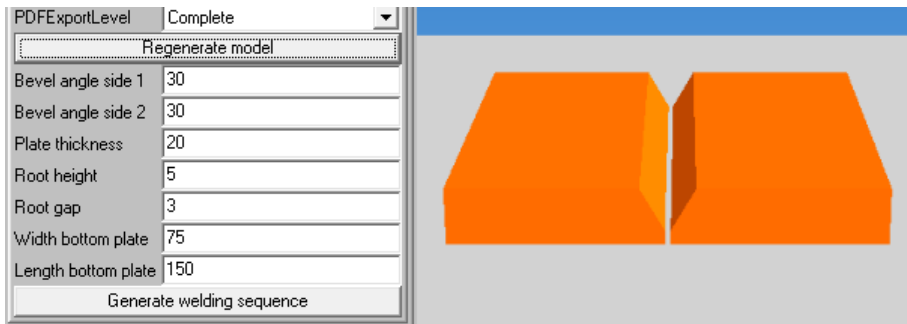 PDFExportLevel Complete
Regenerate model
Bevel angle side 1 30
Bevel angle side 2 30
Plate thickness 20
Root height 5
Root gap 3
Width bottom plate 75
Length bottom plate 150
Generate welding sequence